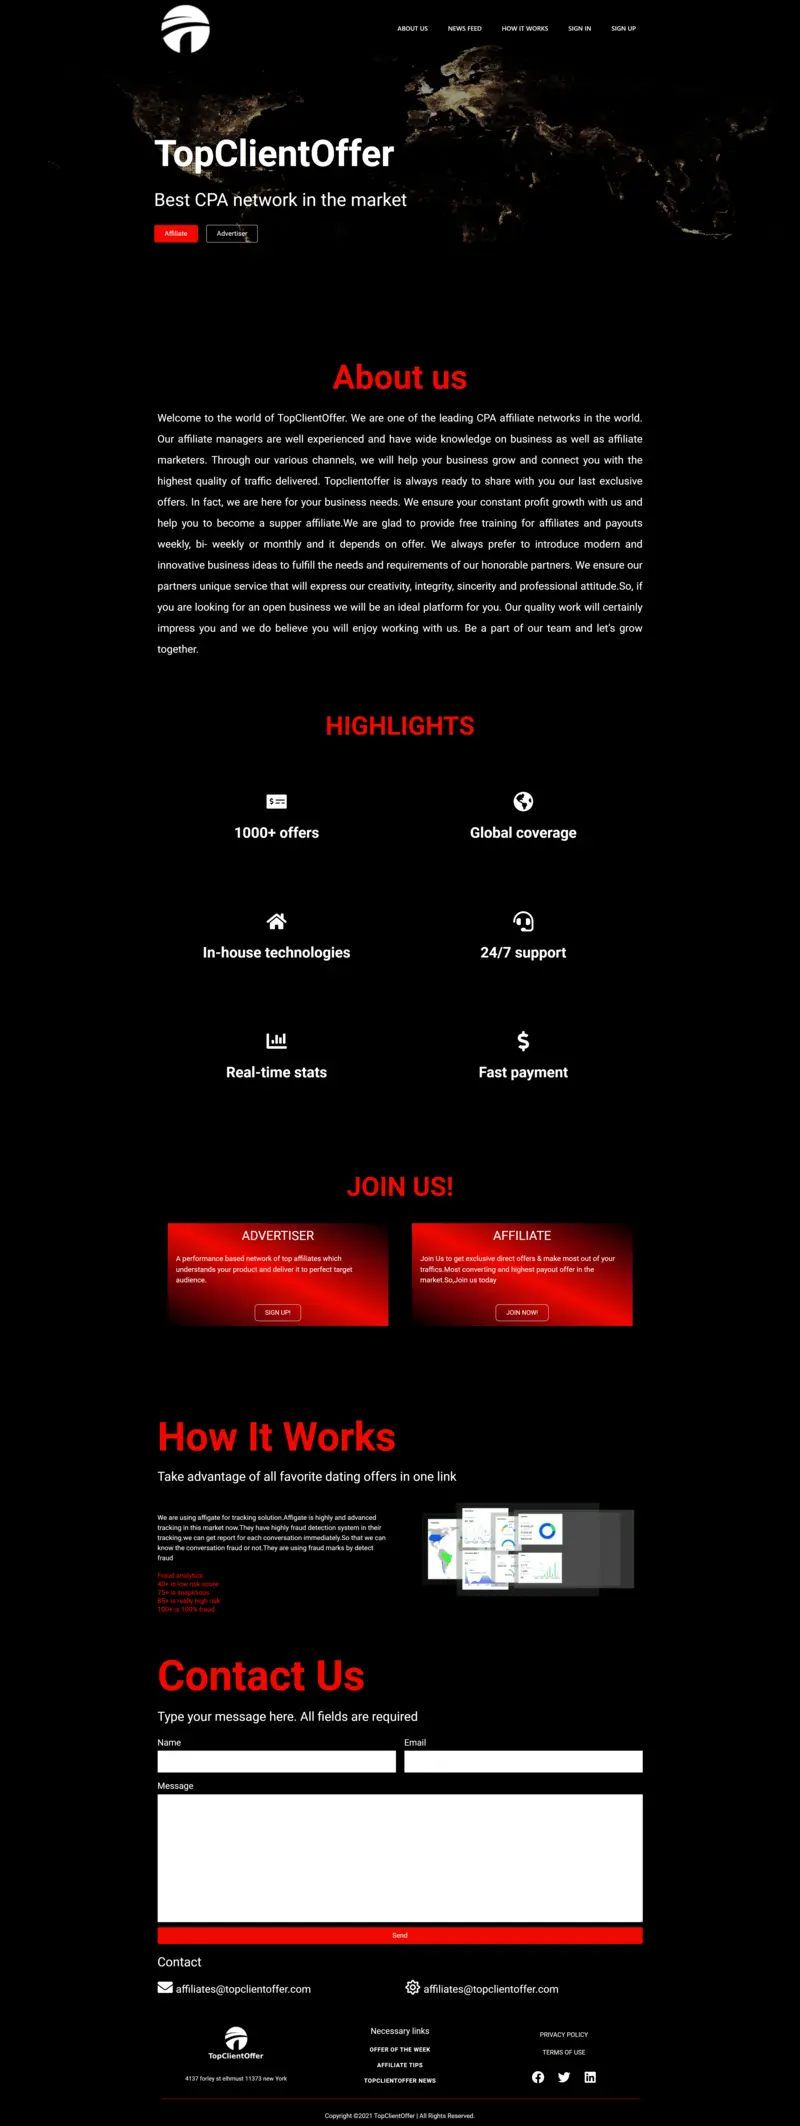 ABOUT US NEWS FEED HOW IT WORKS SIGN IN SIGN UP
TopClientOffer
Best CPA network in the market
Affiliate Advertiser
About us
Welcome to the world of TopClientOffer. We are one of the leading CPA affiliate networks in the world.
Our affiliate managers are well experienced and have wide knowledge on business as well as affiliate
marketers. Through our various channels, we will help your business grow and connect you with the
highest quality of traffic delivered. Topclientoffer is always ready to share with you our last exclusive
offers. In fact, we are here for your business needs. We ensure your constant profit growth with us and
help you to become a supper affiliate.We are glad to provide free training for affiliates and payouts
weekly, bi- weekly or monthly and it depends on offer. We always prefer to introduce modern and
innovative business ideas to fulfill the needs and requirements of our honorable partners. We ensure our
partners unique service that will express our creativity, integrity, sincerity and professional attitude.So, if
you are looking for an open business we will be an ideal platform for you. Our quality work will certainly
impress you and we do believe you will enjoy working with us. Be a part of our team and let's grow
together.
HIGHLIGHTS
1000+ offers
Global coverage
In-house technologies
24/7 support
Real-time stats
Fast payment
JOIN US!
ADVERTISER
A performance based network of top affiliates which
understands your product and deliver it to perfect target
audience.
SIGN UP!
AFFILIATE
Join Us to get exclusive direct offers & make most out of your
traffics.Most converting and highest payout offer in the
market.So,Join us today
JOIN NOW!
How It Works
Take advantage of all favorite dating offers in one link
We are using affigate for tracking solution.Affigate is highly and advanced
tracking in this market now.They have highly fraud detection system in their
tracking.we can get report for each conversation immediately.So that we can
know the conversation fraud or not.They are using fraud marks by detect
fraud
Fraud analytics
40+ is low risk score
75+ is suspicious
85+ is really high risk
100+ is 100% fraud
Contact Us
Type your message here. All fields are required
Name Email
Message
Send
Contact
affiliates@topclientoffer.com
affiliates@topclientoffer.com
TopClientOffer
4137 forley st elhmust 11373 new York
Necessary links
OFFER OF THE WEEK
AFFILIATE TIPS
TOPCLIENTOFFER NEWS
PRIVACY POLICY
TERMS OF USE
Copyright ©2021 TopClientOffer | All Rights Reserved.